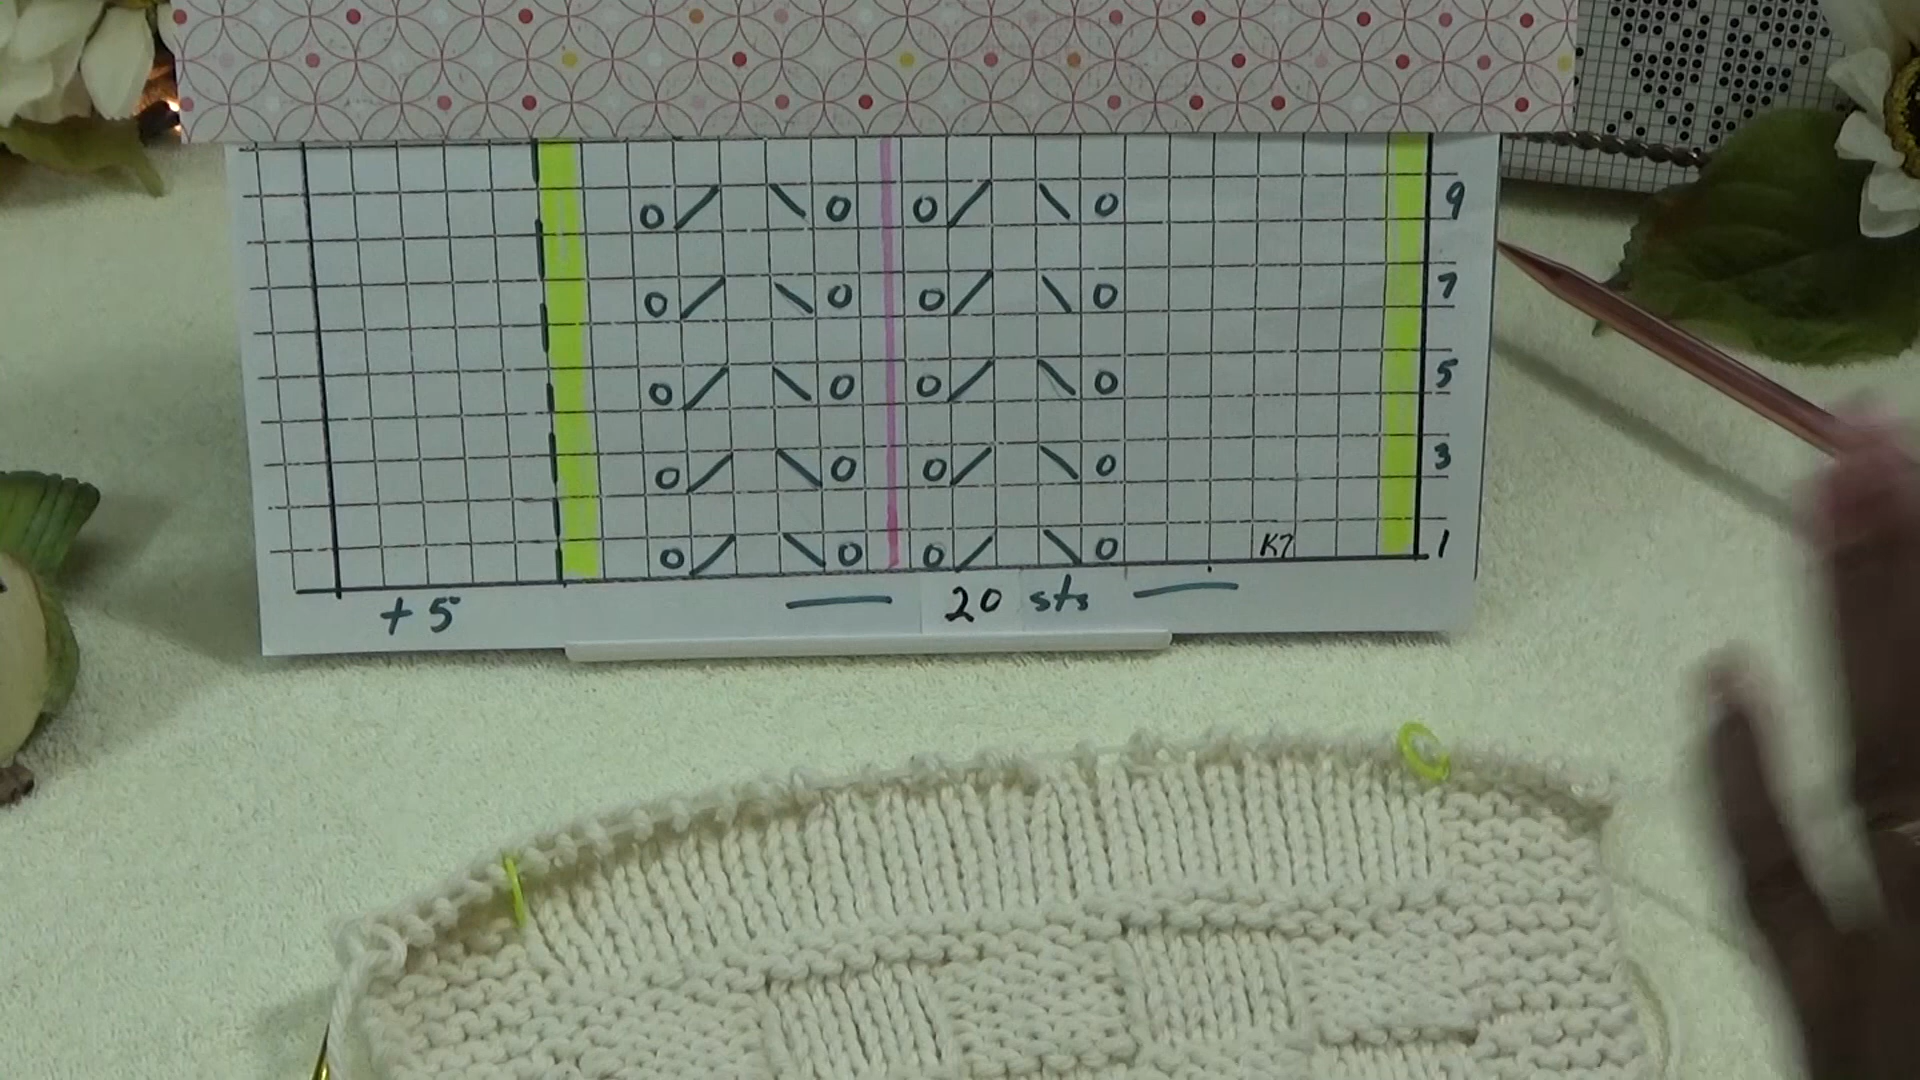 O / \ O O / \ O 9
O / \ O O / \ O 7
O / \ O O / \ O 5
O / \ O O / \ O 3
O / \ O O / \ O K7 1
+5 — 20 sts —